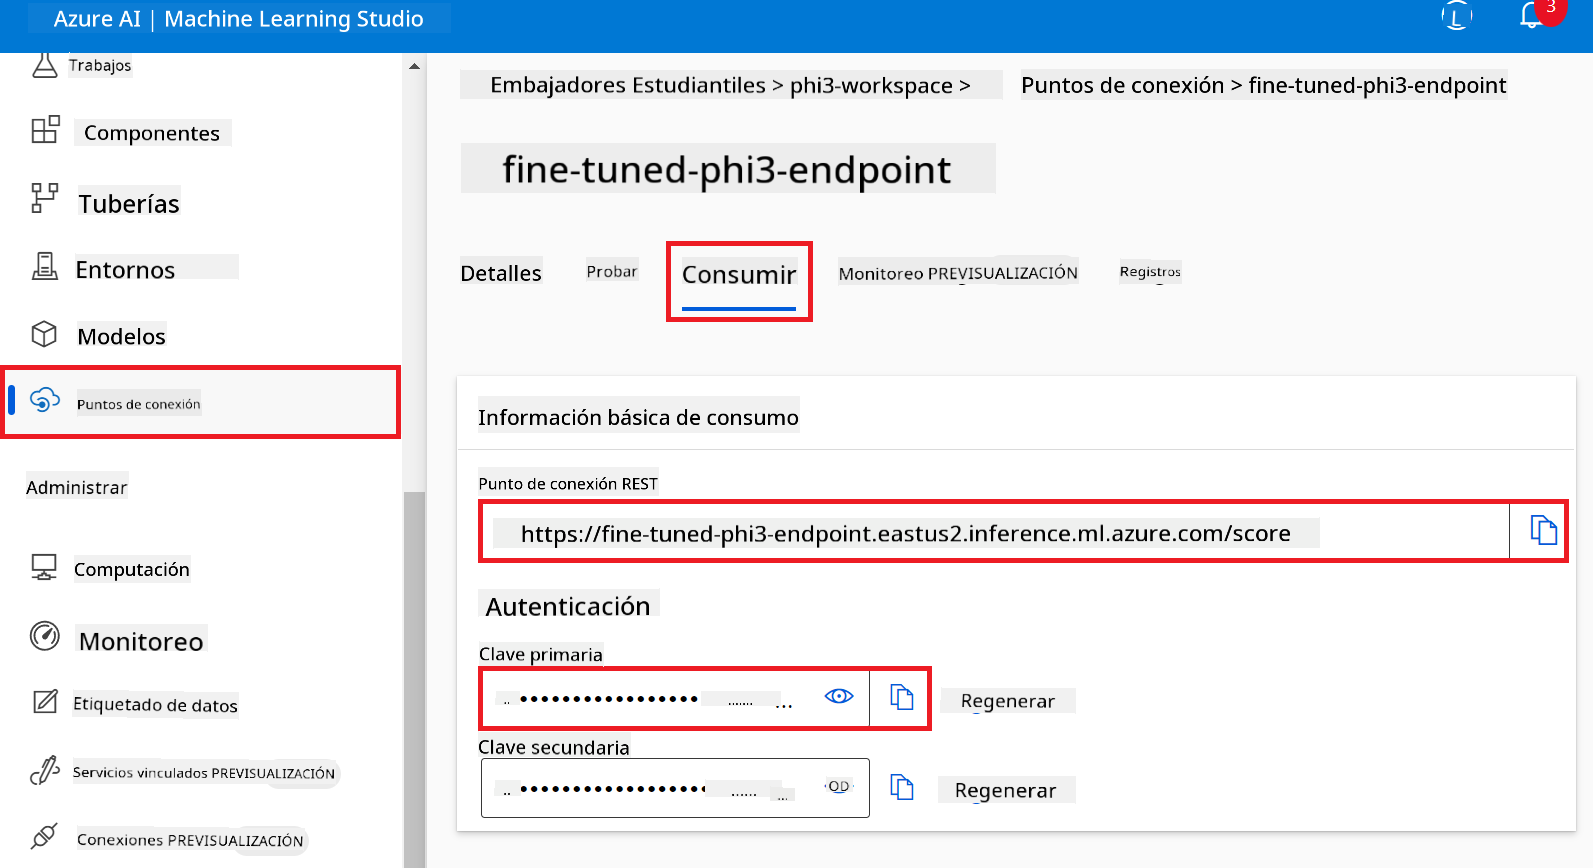 Azure AI | Machine Learning Studio
3
Trabajos
Componentes
Tuberías
Entornos
Modelos
Puntos de conexión
Administrar
Computación
Monitoreo
Etiquetado de datos
Servicios vinculados PREVISUALIZACIÓN
Conexiones PREVISUALIZACIÓN
Embajadores Estudiantiles > phi3-workspace > Puntos de conexión > fine-tuned-phi3-endpoint
fine-tuned-phi3-endpoint
Detalles Probar Consumir Monitoreo PREVISUALIZACIÓN Registros
Información básica de consumo
Punto de conexión REST
https://fine-tuned-phi3-endpoint.eastus2.inference.ml.azure.com/score
Autenticación
Clave primaria
Regenerar
Clave secundaria
OD
Regenerar